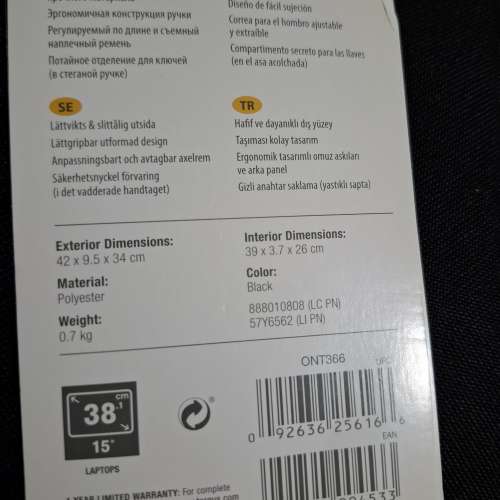 Эргономичная конструкция ручки
Регулируемый по длине и съемный
наплечный ремень
Потайное отделение для ключей
(в стеганой ручке)
Diseño de fácil sujeción
Correa para el hombro ajustable
y extraíble
Compartimento secreto para las llaves
(en el asa acolchada)
SE
Lättvikts & slittålig utsida
Lättgripbar utformad design
Anpassningsbart och avtagbar axelrem
Säkerhetsnyckel förvaring
(i det vadderade handtaget)
TR
Hafif ve dayanıklı dış yüzey
Taşıması kolay tasarım
Ergonomik tasarımlı omuz askıları
ve arka panel
Gizli anahtar saklama (yastıklı sapta)
Exterior Dimensions:
42 x 9.5 x 34 cm
Material:
Polyester
Weight:
0.7 kg
Interior Dimensions:
39 x 3.7 x 26 cm
Color:
Black
888010808 (LC PN)
57Y6562 (LI PN)
cm
38.1
15"
LAPTOPS
ONT366
UPC
0 92636 25616 6
EAN
1 YEAR LIMITED WARRANTY: For complete